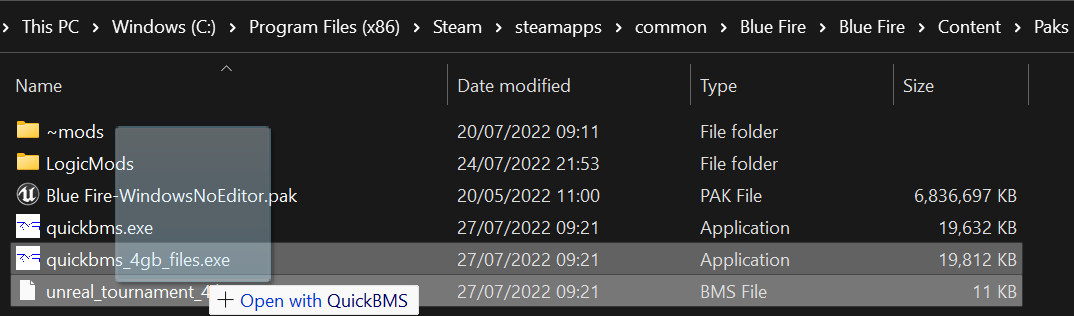 This PC > Windows (C:) > Program Files (x86) > Steam > steamapps > common > Blue Fire > Blue Fire > Content > Paks
Name Date modified Type Size
~mods 20/07/2022 09:11 File folder
LogicMods 24/07/2022 21:53 File folder
Blue Fire-WindowsNoEditor.pak 20/05/2022 11:00 PAK File 6,836,697 KB
quickbms.exe 27/07/2022 09:21 Application 19,632 KB
quickbms_4gb_files.exe 27/07/2022 09:21 Application 19,812 KB
unreal_tournament_4 27/07/2022 09:21 BMS File 11 KB
+ Open with QuickBMS